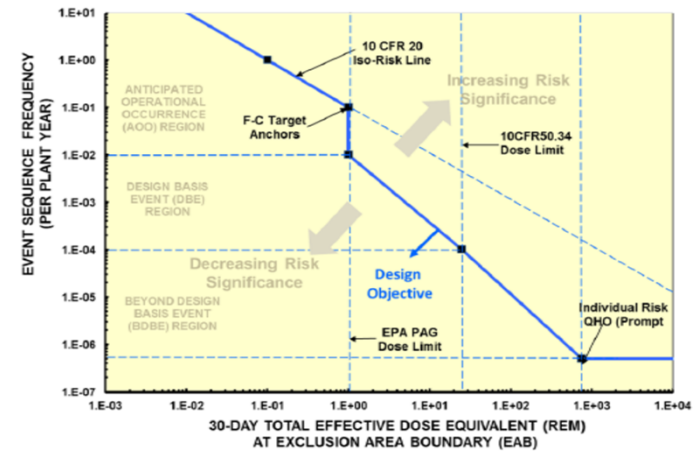 EVENT SEQUENCE FREQUENCY
(PER PLANT YEAR)
1.E+01
1.E+00
1.E-01
1.E-02
1.E-03
1.E-04
1.E-05
1.E-06
1.E-07
10 CFR 20
Iso-Risk Line
ANTICIPATED
OPERATIONAL
OCCURRENCE
(AOO) REGION
F-C Target
Anchors
Increasing Risk
Significance
10CFR50.34
Dose Limit
DESIGN BASIS
EVENT (DBE)
REGION
Decreasing Risk
Significance
Design
Objective
BEYOND DESIGN
BASIS EVENT
(BDBE) REGION
EPA PAG
Dose Limit
Individual Risk
QHO (Prompt
1.E-03
1.E-02
1.E-01
1.E+00
1.E+01
1.E+02
1.E+03
1.E+04
30-DAY TOTAL EFFECTIVE DOSE EQUIVALENT (REM)
AT EXCLUSION AREA BOUNDARY (EAB)